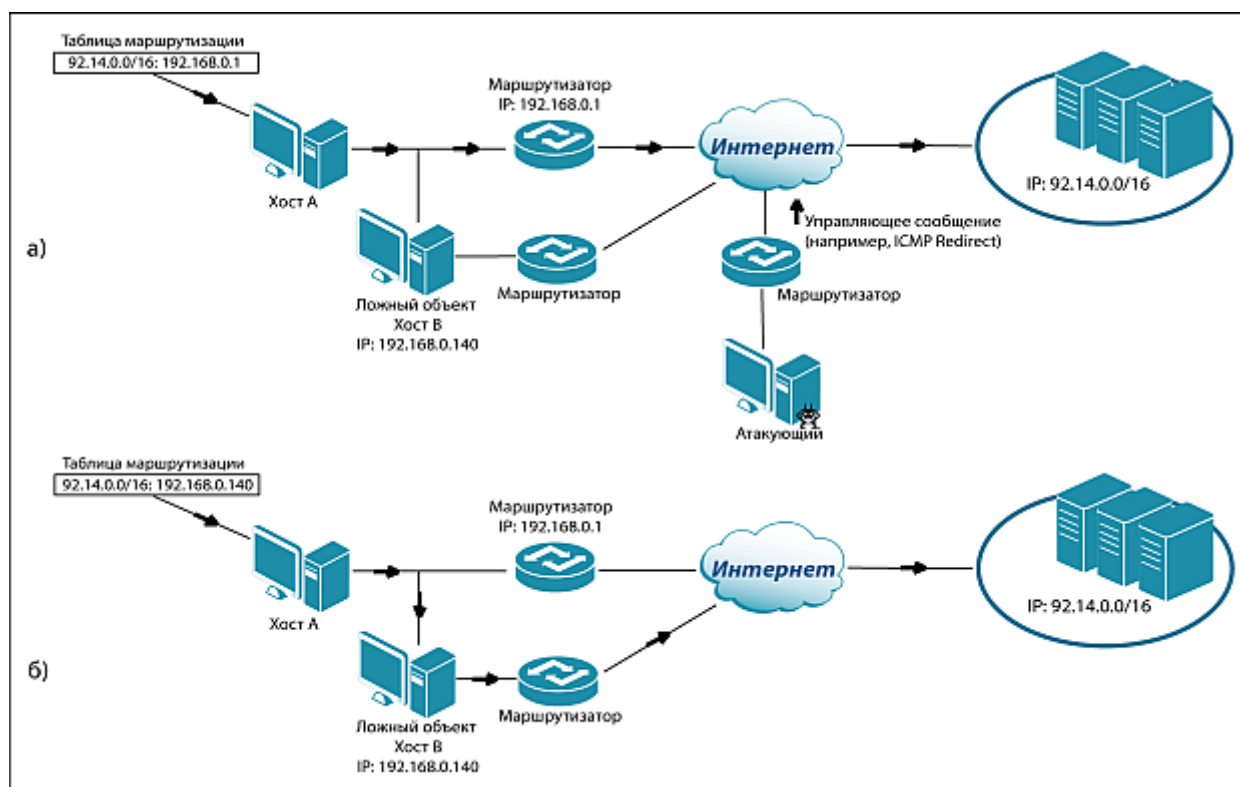 Таблица маршрутизации
92.14.0.0/16: 192.168.0.1
Маршрутизатор
IP: 192.168.0.1
Хост А
Интернет
IP: 92.14.0.0/16
Управляющее сообщение
(например, ICMP Redirect)
а)
Ложный объект
Хост В
IP: 192.168.0.140
Маршрутизатор
Маршрутизатор
Атакующий
Таблица маршрутизации
92.14.0.0/16: 192.168.0.140
Маршрутизатор
IP: 192.168.0.1
Хост А
Интернет
IP: 92.14.0.0/16
б)
Ложный объект
Хост В
IP: 192.168.0.140
Маршрутизатор